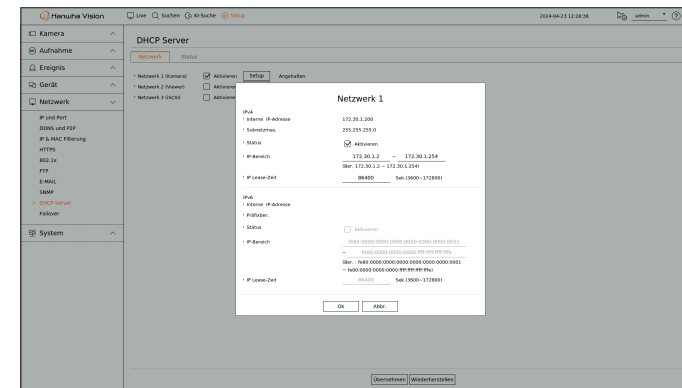 Hanwha Vision
Live Suchen KI-Suche Setup 2024-04-23 12:28:38 admin
Kamera
Aufnahme
Ereignis
Gerät
Netzwerk
IP und Port
DDNS und P2P
IP & MAC Filterung
HTTPS
802.1x
FTP
E-MAIL
SNMP
DHCP Server
Failover
System
DHCP Server
Netzwerk Status
Netzwerk 1 (Kamera) Aktivieren Setup Angehalten
Netzwerk 2 (Viewer) Aktivieren
Netzwerk 3 (iSCSI) Aktivieren
Netzwerk 1
IPv4
Interne IP-Adresse 172.30.1.200
Subnetzmas. 255.255.255.0
Status Aktivieren
IP-Bereich 172.30.1.2 ~ 172.30.1.254
(Ber. 172.30.1.2 ~ 172.30.1.254)
IP Lease-Zeit 86400 Sek.(3600~172800)
IPv6
Interne IP-Adresse
Präfixber.
Status Aktivieren
IP-Bereich fe80:0000:0000:0000:0000:0000:0000:0001
~ fe80:0000:0000:0000:ffff:ffff:ffff:fffe
(Ber. : fe80:0000:0000:0000:0000:0000:0000:0001
~ fe80:0000:0000:0000:ffff:ffff:ffff:fffe)
IP Lease-Zeit 86400 Sek.(3600~172800)
Ok Abbr.
Übernehmen Wiederherstellen